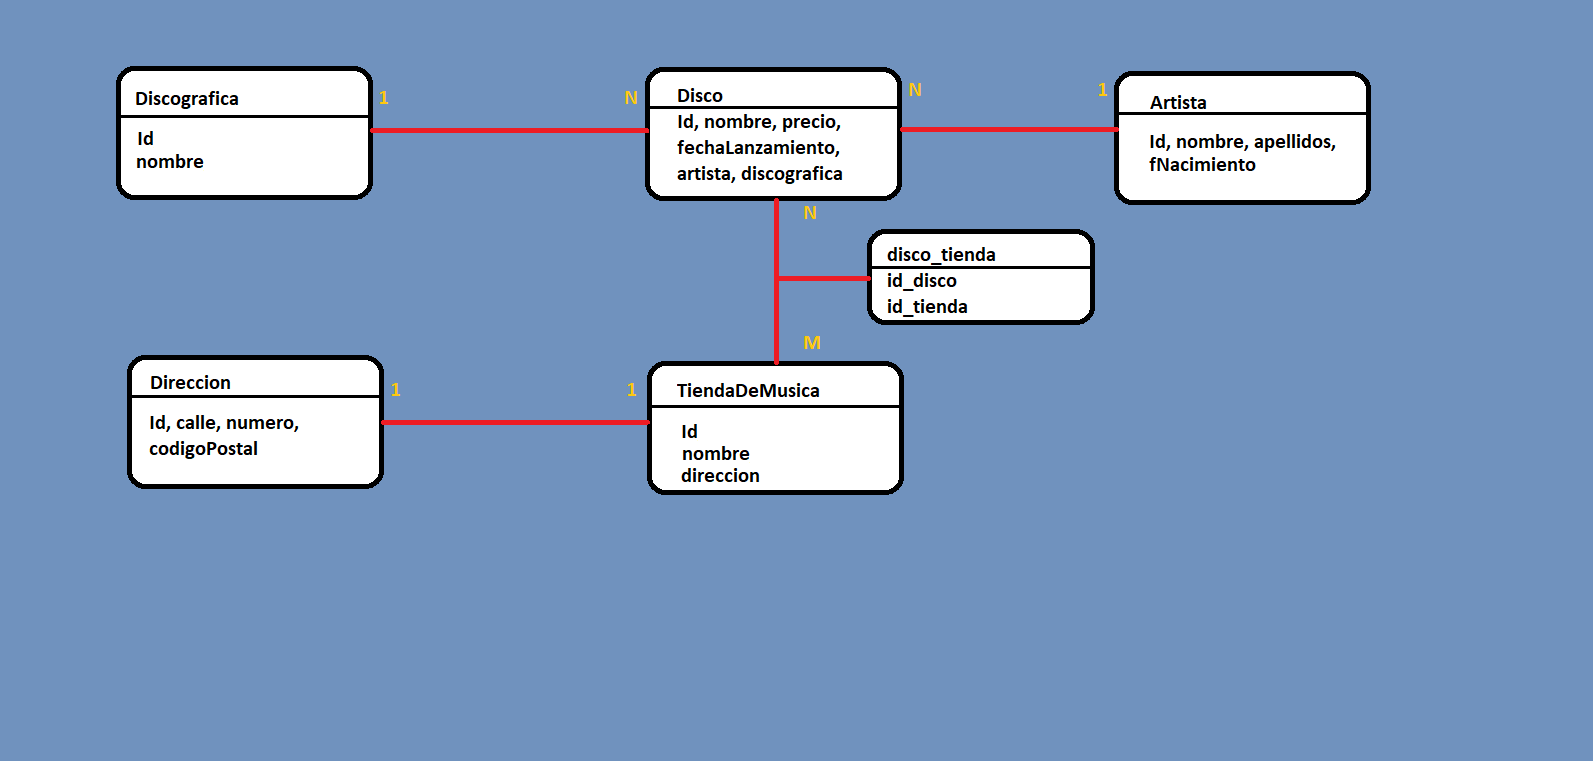 Discografica
Id
nombre
1
N
Disco
Id, nombre, precio,
fechaLanzamiento,
artista, discografica
N
1
Artista
Id, nombre, apellidos,
fNacimiento
N
disco_tienda
id_disco
id_tienda
M
Direccion
Id, calle, numero,
codigoPostal
1
1
TiendaDeMusica
Id
nombre
direccion